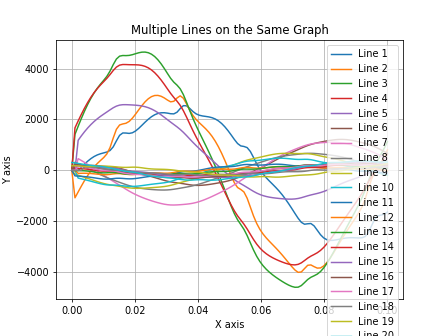 Multiple Lines on the Same Graph
Y axis
4000
2000
0
−2000
−4000
0.00
0.02
0.04
0.06
0.08
0.10
X axis
Line 1
Line 2
Line 3
Line 4
Line 5
Line 6
Line 7
Line 8
Line 9
Line 10
Line 11
Line 12
Line 13
Line 14
Line 15
Line 16
Line 17
Line 18
Line 19
Line 20